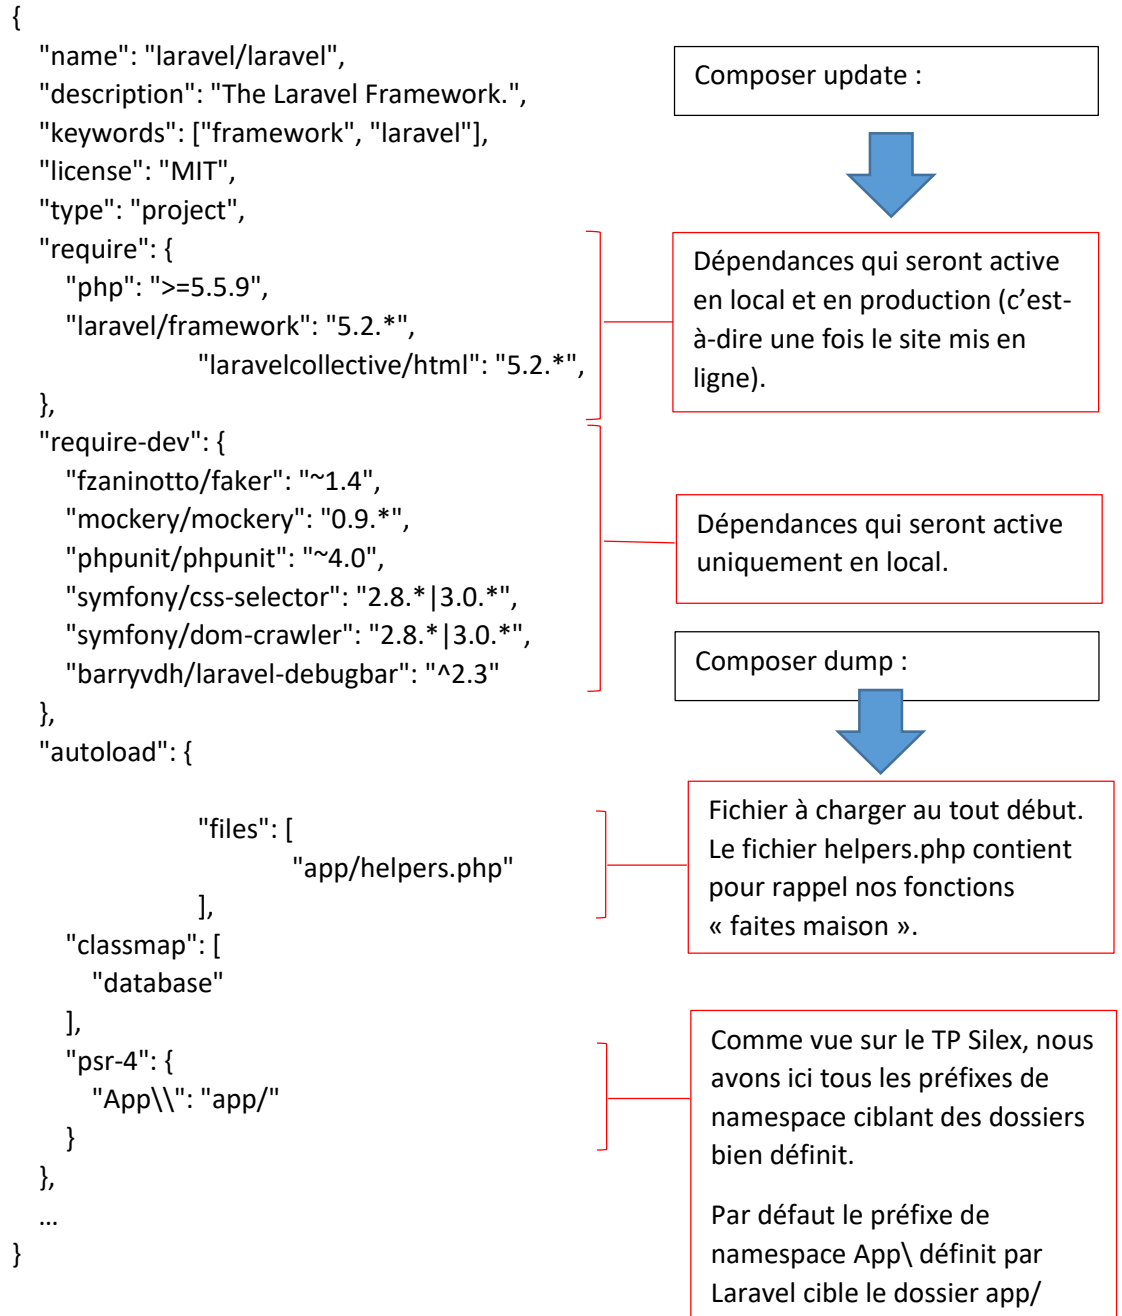 {
"name": "laravel/laravel",
"description": "The Laravel Framework.",
"keywords": ["framework", "laravel"],
"license": "MIT",
"type": "project",
"require": {
"php": ">=5.5.9",
"laravel/framework": "5.2.*",
"laravelcollective/html": "5.2.*",
},
"require-dev": {
"fzaninotto/faker": "~1.4",
"mockery/mockery": "0.9.*",
"phpunit/phpunit": "~4.0",
"symfony/css-selector": "2.8.*|3.0.*",
"symfony/dom-crawler": "2.8.*|3.0.*",
"barryvdh/laravel-debugbar": "^2.3"
},
"autoload": {
"files": [
"app/helpers.php"
],
"classmap": [
"database"
],
"psr-4": {
"App\\": "app/"
}
},
...
}
Composer update :
Dépendances qui seront active
en local et en production (c'est-
à-dire une fois le site mis en
ligne).
Dépendances qui seront active
uniquement en local.
Composer dump :
Fichier à charger au tout début.
Le fichier helpers.php contient
pour rappel nos fonctions
« faites maison ».
Comme vue sur le TP Silex, nous
avons ici tous les préfixes de
namespace ciblant des dossiers
bien définit.
Par défaut le préfixe de
namespace App\ définit par
Laravel cible le dossier app/